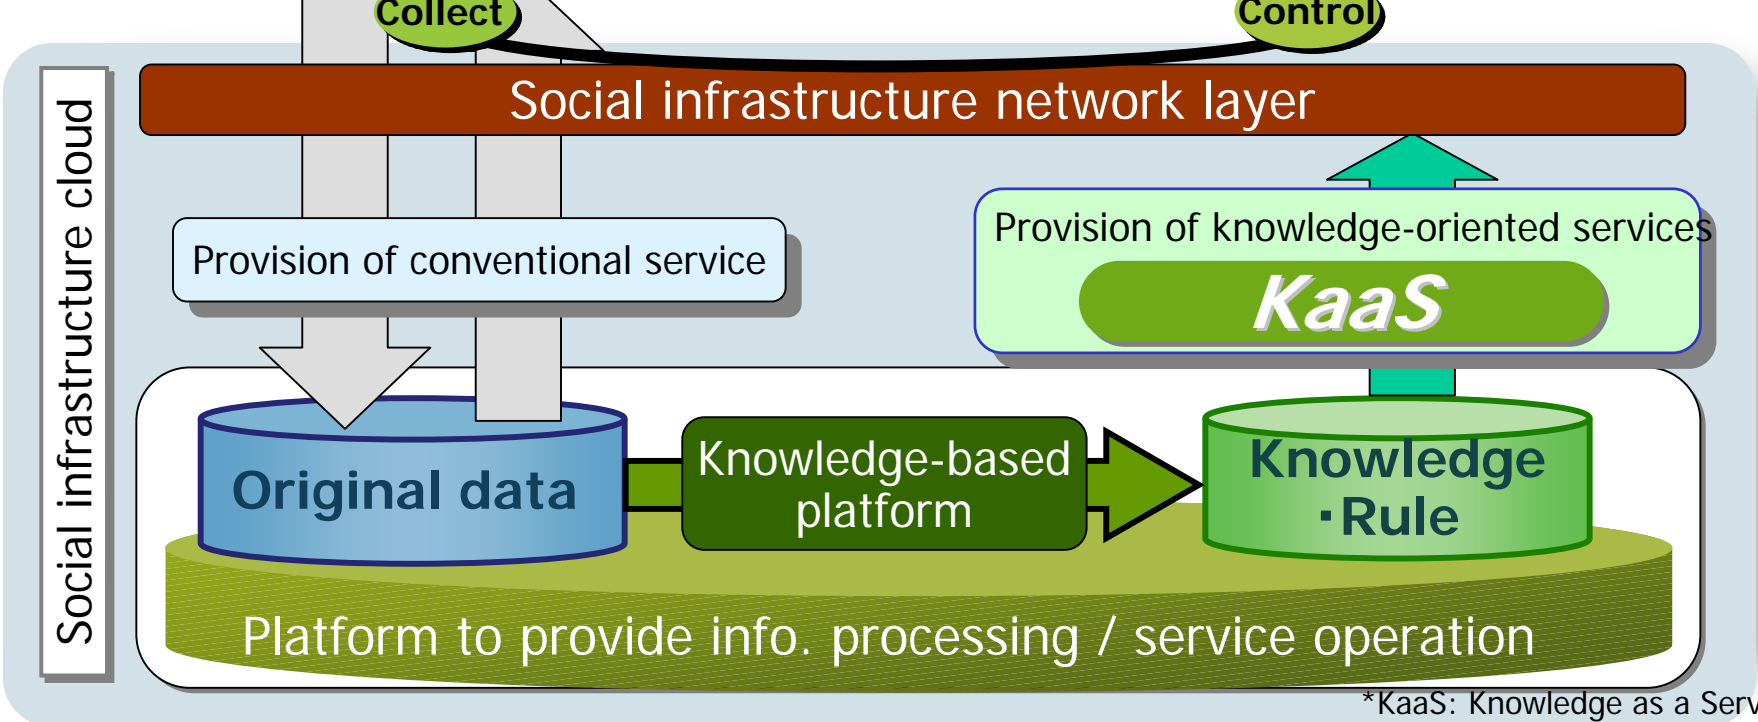 Collect
Control
Social infrastructure network layer
Social infrastructure cloud
Provision of conventional service
Provision of knowledge-oriented services
KaaS
Original data
Knowledge-based
platform
Knowledge
・Rule
Platform to provide info. processing / service operation
*KaaS: Knowledge as a Serv